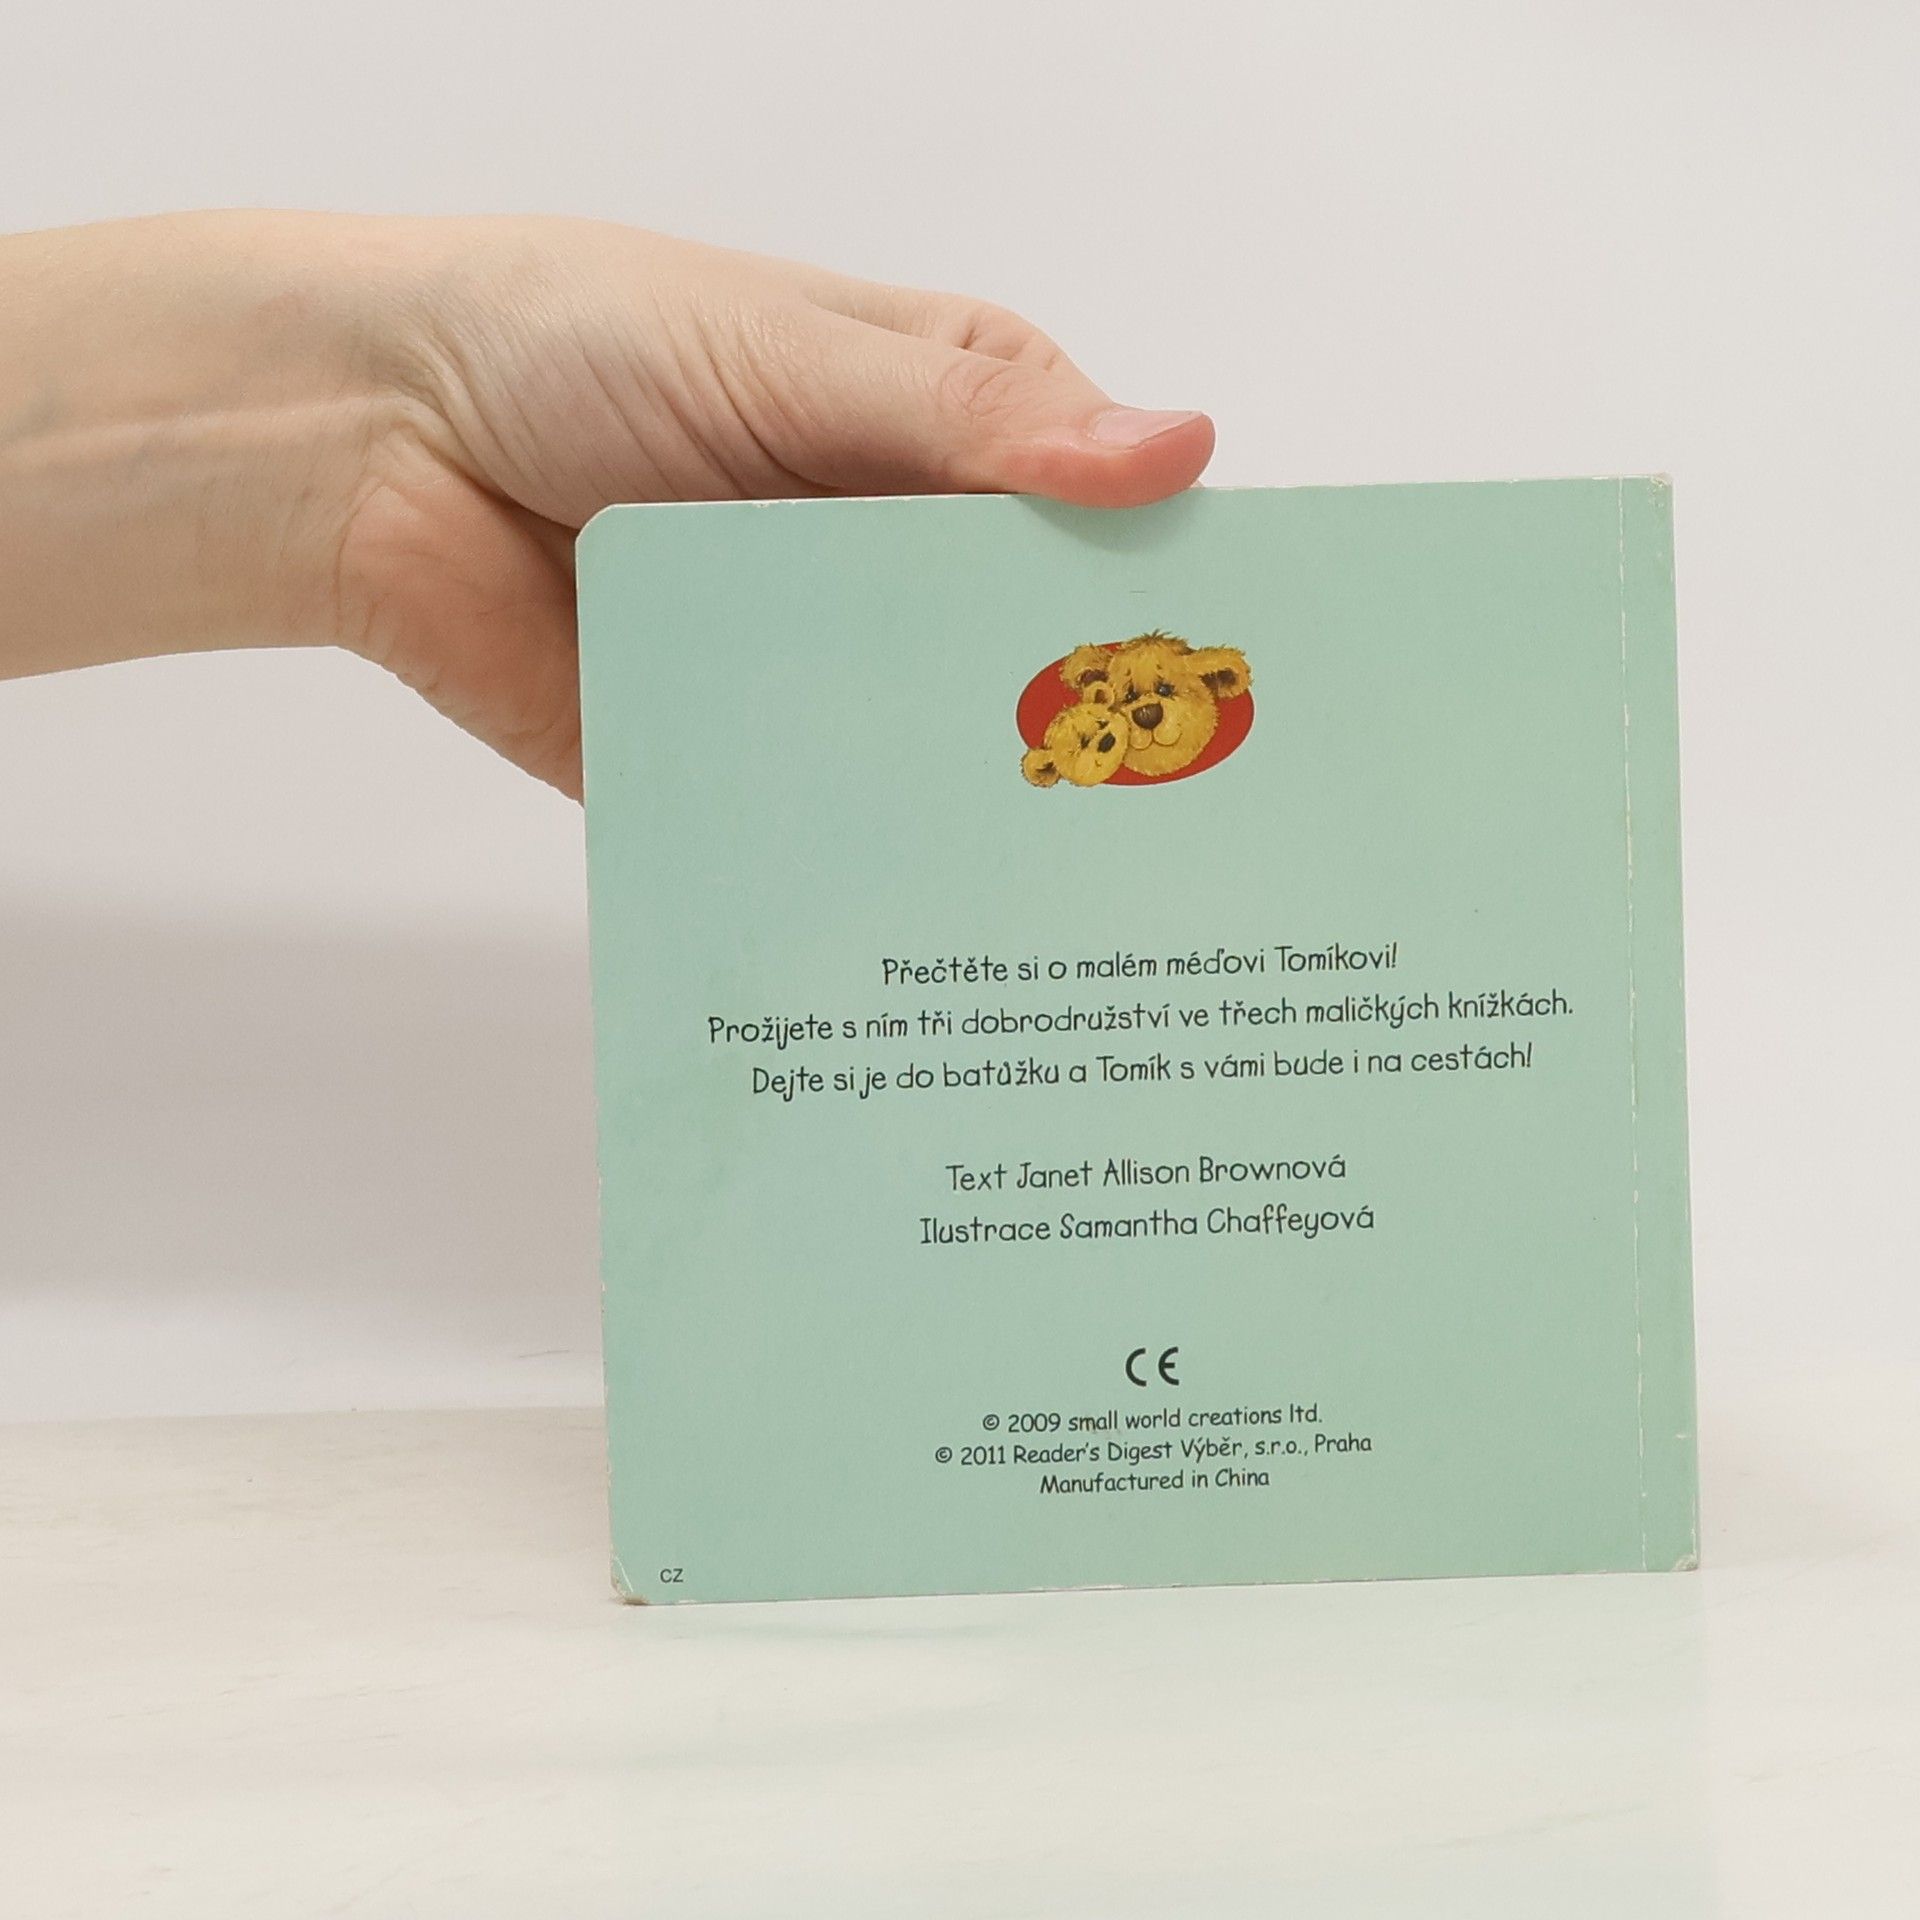 Přečtěte si o malém méďovi Tomíkovi!
Prožijete s ním tři dobrodružství ve třech maličkých knížkách.
Dejte si je do batůžku a Tomík s vámi bude i na cestách!
Text Janet Allison Brownová
Ilustrace Samantha Chaffeyová
CE
© 2009 small world creations ltd.
© 2011 Reader's Digest Výběr, s.r.o., Praha
Manufactured in China
CZ